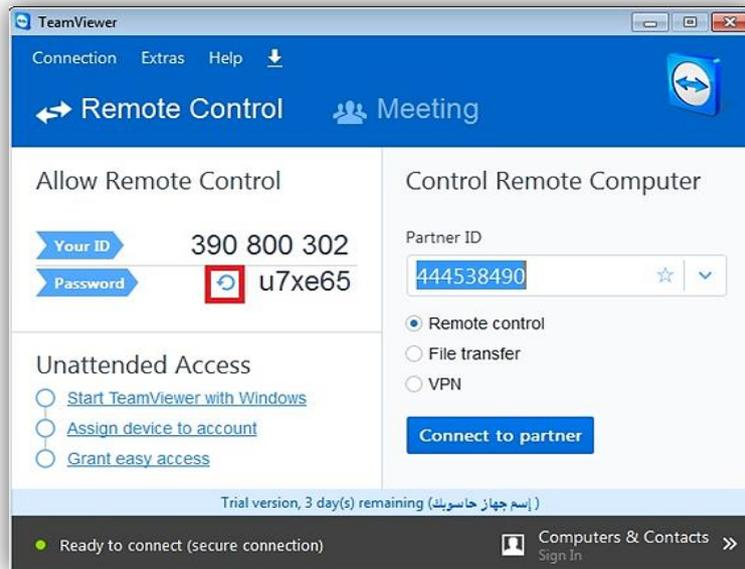 TeamViewer
Connection Extras Help
Remote Control Meeting
Allow Remote Control
Your ID 390 800 302
Password u7xe65
Unattended Access
Start TeamViewer with Windows
Assign device to account
Grant easy access
Control Remote Computer
Partner ID
444538490
Remote control
File transfer
VPN
Connect to partner
Trial version, 3 day(s) remaining (إسم جهاز حاسوبك)
Ready to connect (secure connection)
Computers & Contacts
Sign In